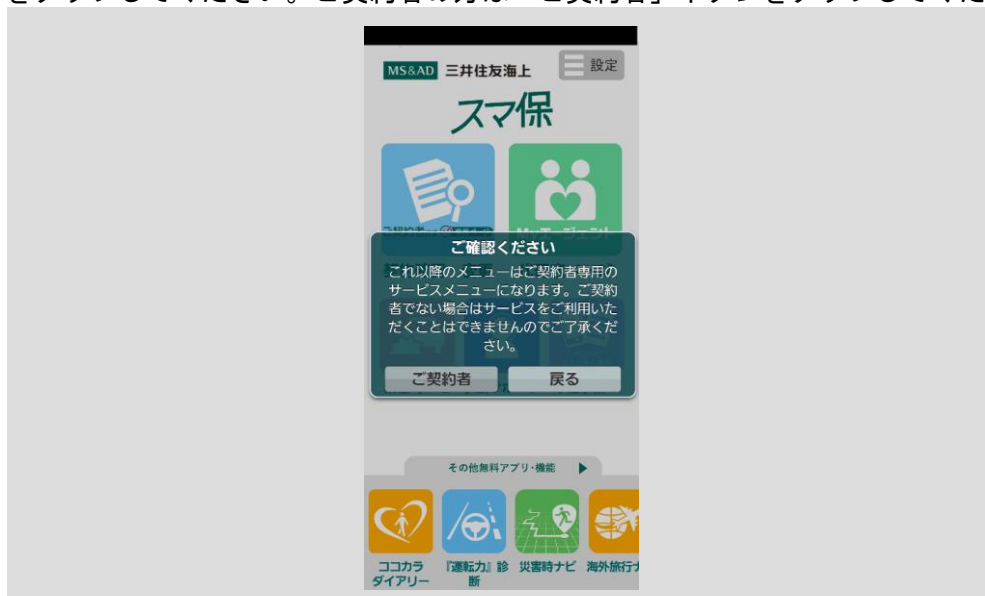 MS&AD 三井住友海上
設定
スマ保
ご確認ください
これ以降のメニューはご契約者専用の
サービスメニューになります。ご契約
者でない場合はサービスをご利用いた
だくことはできませんのでご了承くだ
さい。
ご契約者
戻る
その他無料アプリ・機能 ▶
ココカラ
ダイアリー
『運転力』診
断
災害時ナビ
海外旅行ナ